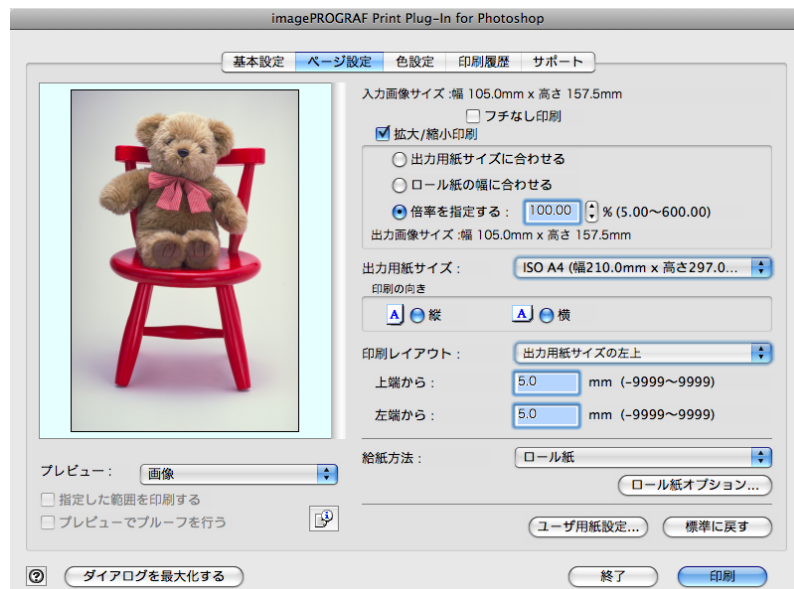 imagePROGRAF Print Plug-In for Photoshop
基本設定 ページ設定 色設定 印刷履歴 サポート
入力画像サイズ :幅 105.0mm x 高さ 157.5mm
フチなし印刷
拡大/縮小印刷
出力用紙サイズに合わせる
ロール紙の幅に合わせる
倍率を指定する : 100.00 % (5.00〜600.00)
出力画像サイズ :幅 105.0mm x 高さ 157.5mm
出力用紙サイズ : ISO A4 (幅210.0mm x 高さ297.0...
印刷の向き
A 縦 A 横
印刷レイアウト : 出力用紙サイズの左上
上端から : 5.0 mm (-9999〜9999)
左端から : 5.0 mm (-9999〜9999)
給紙方法 : ロール紙
ロール紙オプション...
プレビュー : 画像
指定した範囲を印刷する
プレビューでプルーフを行う
ユーザ用紙設定... 標準に戻す
? ダイアログを最大化する 終了 印刷